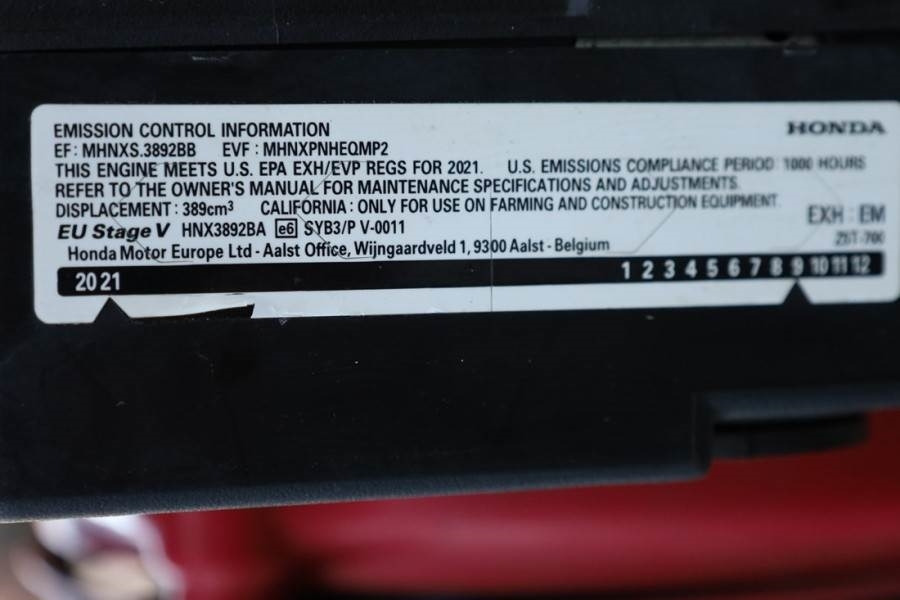 EMISSION CONTROL INFORMATION HONDA
EF : MHNXS.3892BB EVF : MHNXPNHEQMP2
THIS ENGINE MEETS U.S. EPA EXH/EVP REGS FOR 2021. U.S. EMISSIONS COMPLIANCE PERIOD : 1000 HOURS
REFER TO THE OWNER'S MANUAL FOR MAINTENANCE SPECIFICATIONS AND ADJUSTMENTS.
DISPLACEMENT : 389cm³ CALIFORNIA : ONLY FOR USE ON FARMING AND CONSTRUCTION EQUIPMENT.
EU Stage V HNX3892BA e6 SYB3/P V-0011 EXH : EM
Honda Motor Europe Ltd - Aalst Office, Wijngaardveld 1, 9300 Aalst - Belgium
2021 1 2 3 4 5 6 7 8 9 10 11 12